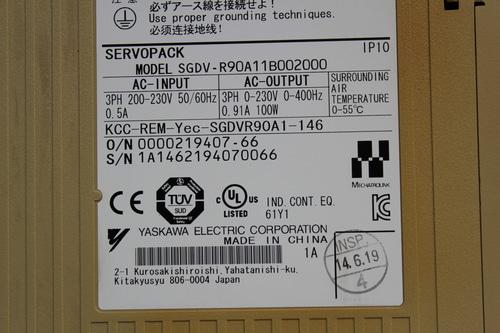 必ずアース線を接続せよ!
Use proper grounding techniques.
必须连接地线!
SERVOPACK IP10
MODEL SGDV-R90A11B002000
AC-INPUT AC-OUTPUT SURROUNDING
AIR
TEMPERATURE
0-55℃
3PH 200-230V 50/60Hz 3PH 0-230V 0-400Hz
0.5A 0.91A 100W
KCC-REM-Yec-SGDVR90A1-146
O/N 0000219407-66
S/N 1A1462194070066
MECHATROLINK
CE
TÜV
SUD
c UL us
LISTED
IND. CONT. EQ.
61Y1
YASKAWA ELECTRIC CORPORATION
MADE IN CHINA
1A
INSP.
14.6.19
4
2-1 Kurosakishiroishi, Yahatanishi-ku,
Kitakyusyu 806-0004 Japan